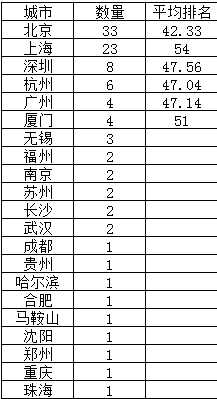 城市 数量 平均排名
北京 33 42.33
上海 23 54
深圳 8 47.56
杭州 6 47.04
广州 4 47.14
厦门 4 51
无锡 3
福州 2
南京 2
苏州 2
长沙 2
武汉 2
成都 1
贵州 1
哈尔滨 1
合肥 1
马鞍山 1
沈阳 1
郑州 1
重庆 1
珠海 1